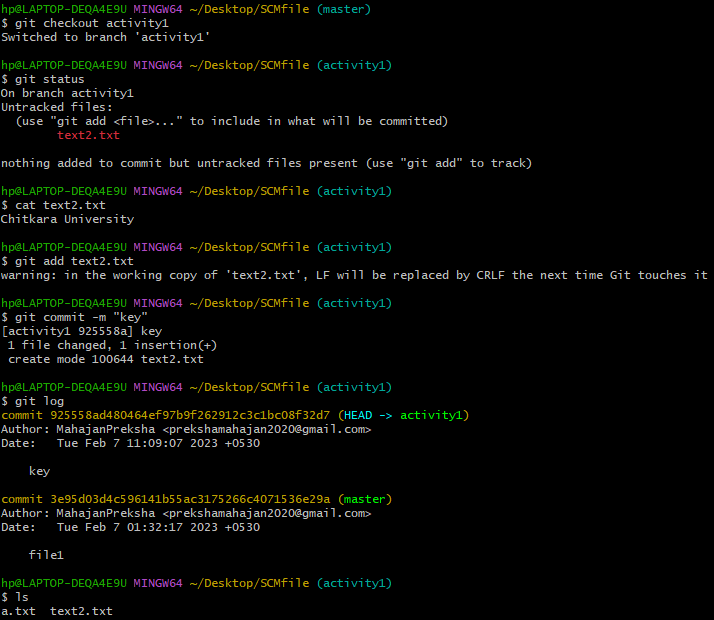 hp@LAPTOP-DEQA4E9U MINGW64 ~/Desktop/SCMfile (master)
$ git checkout activity1
Switched to branch 'activity1'

hp@LAPTOP-DEQA4E9U MINGW64 ~/Desktop/SCMfile (activity1)
$ git status
On branch activity1
Untracked files:
  (use "git add <file>..." to include in what will be committed)
        text2.txt

nothing added to commit but untracked files present (use "git add" to track)

hp@LAPTOP-DEQA4E9U MINGW64 ~/Desktop/SCMfile (activity1)
$ cat text2.txt
Chitkara University

hp@LAPTOP-DEQA4E9U MINGW64 ~/Desktop/SCMfile (activity1)
$ git add text2.txt
warning: in the working copy of 'text2.txt', LF will be replaced by CRLF the next time Git touches it

hp@LAPTOP-DEQA4E9U MINGW64 ~/Desktop/SCMfile (activity1)
$ git commit -m "key"
[activity1 925558a] key
 1 file changed, 1 insertion(+)
 create mode 100644 text2.txt

hp@LAPTOP-DEQA4E9U MINGW64 ~/Desktop/SCMfile (activity1)
$ git log
commit 925558ad480464ef97b9f262912c3c1bc08f32d7 (HEAD -> activity1)
Author: MahajanPreksha <prekshamahajan2020@gmail.com>
Date:   Tue Feb 7 11:09:07 2023 +0530

    key

commit 3e95d03d4c596141b55ac3175266c4071536e29a (master)
Author: MahajanPreksha <prekshamahajan2020@gmail.com>
Date:   Tue Feb 7 01:32:17 2023 +0530

    file1

hp@LAPTOP-DEQA4E9U MINGW64 ~/Desktop/SCMfile (activity1)
$ ls
a.txt  text2.txt